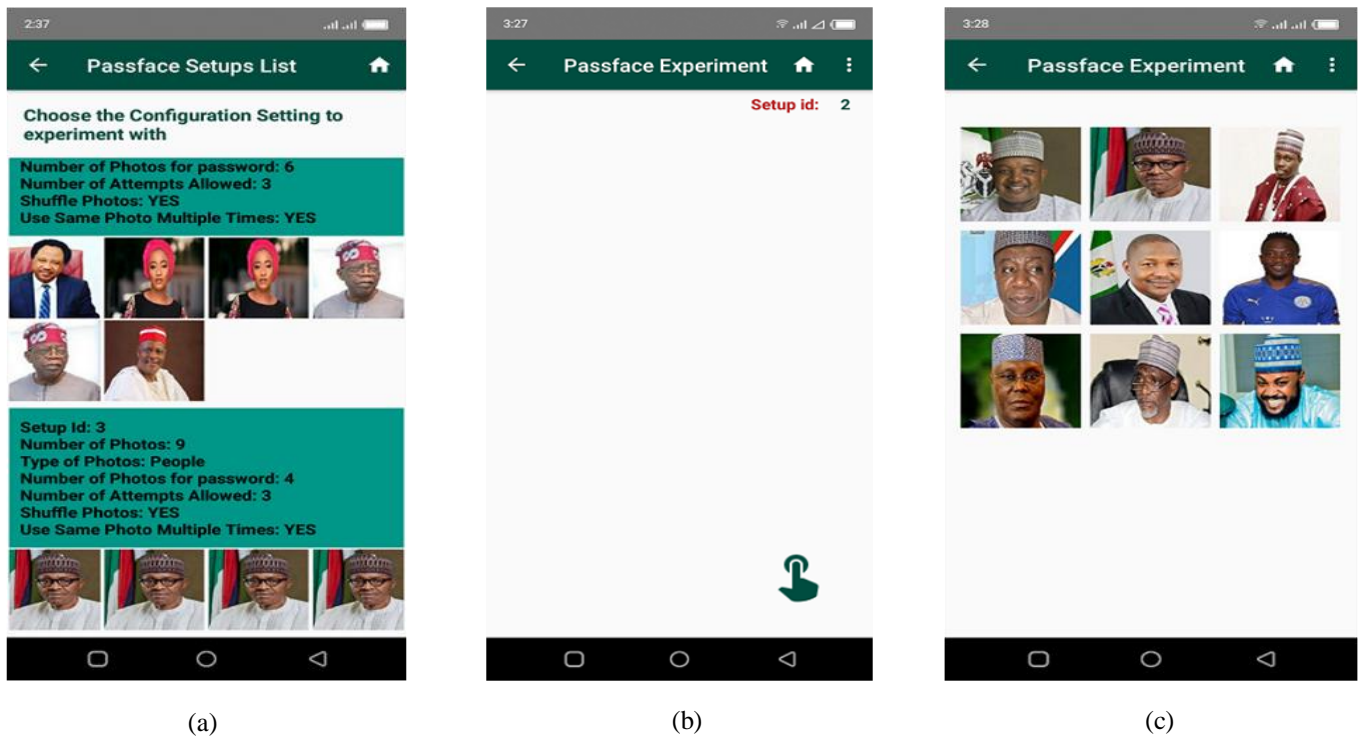 2:37
Passface Setups List
Choose the Configuration Setting to
experiment with
Number of Photos for password: 6
Number of Attempts Allowed: 3
Shuffle Photos: YES
Use Same Photo Multiple Times: YES
Setup Id: 3
Number of Photos: 9
Type of Photos: People
Number of Photos for password: 4
Number of Attempts Allowed: 3
Shuffle Photos: YES
Use Same Photo Multiple Times: YES
(a)
3:27
Passface Experiment
Setup id: 2
(b)
3:28
Passface Experiment
(c)